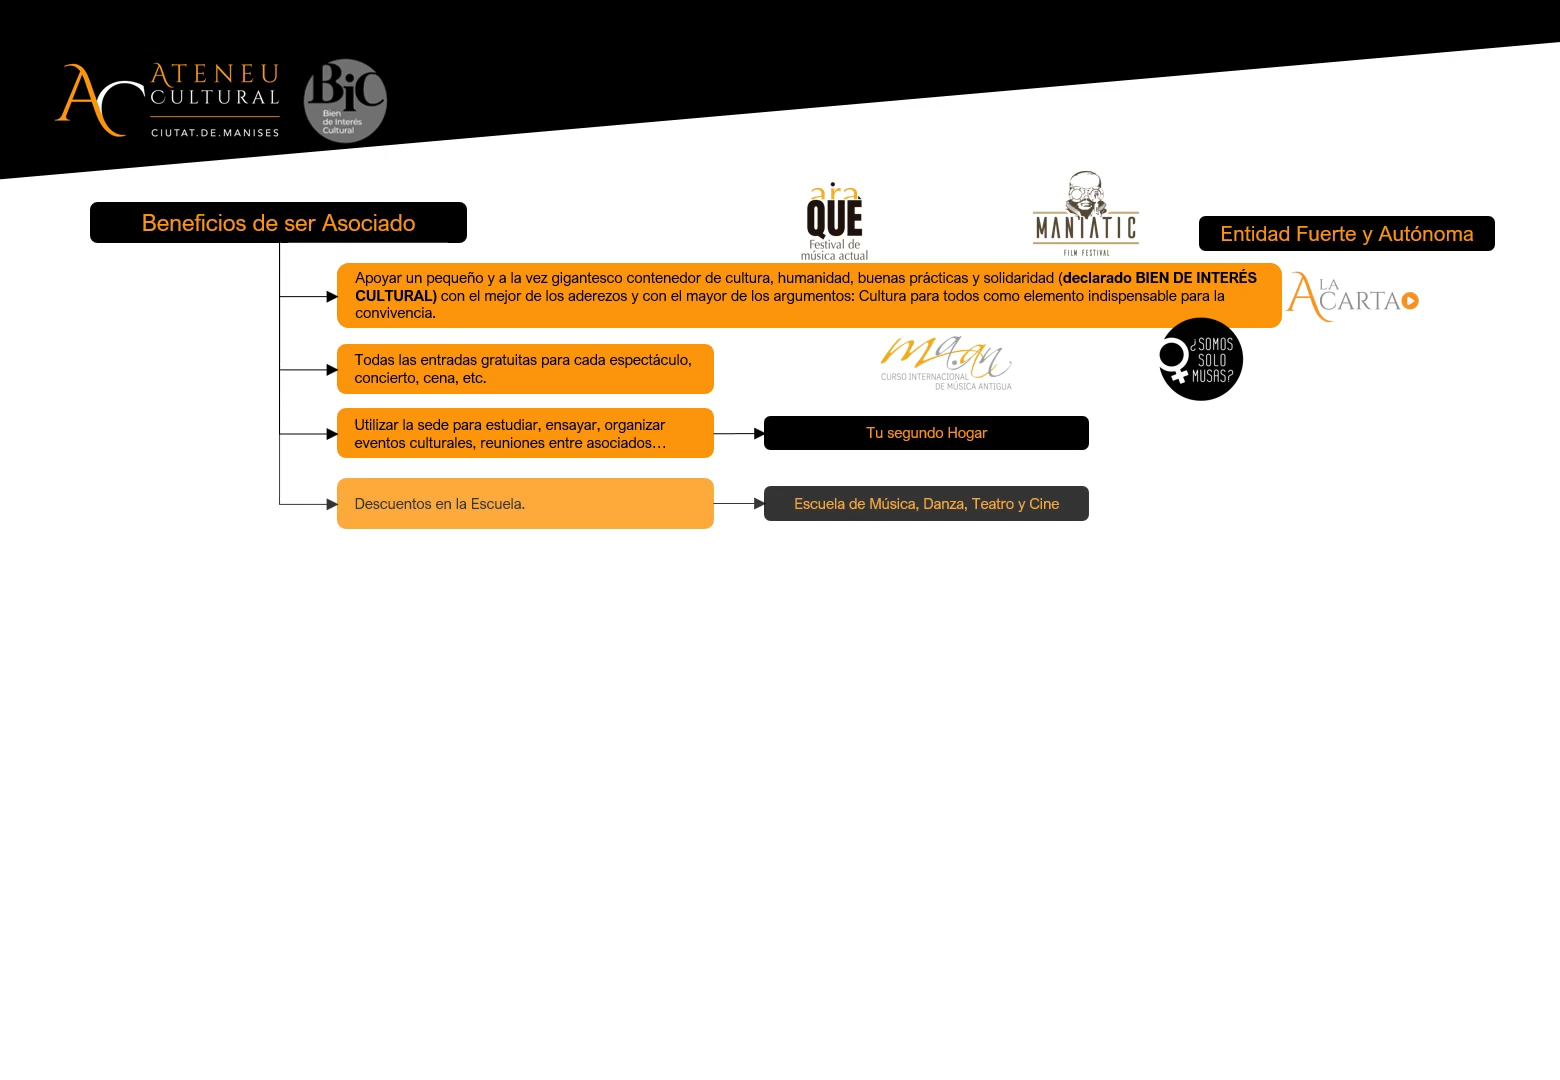 ATENEU
CULTURAL
CIUTAT.DE.MANISES
BiC
Bien
de Interés
Cultural
Beneficios de ser Asociado
aira
QUE
Festival de
música actual
MANIATIC
FILM FESTIVAL
Entidad Fuerte y Autónoma
Apoyar un pequeño y a la vez gigantesco contenedor de cultura, humanidad, buenas prácticas y solidaridad (declarado BIEN DE INTERÉS
CULTURAL) con el mejor de los aderezos y con el mayor de los argumentos: Cultura para todos como elemento indispensable para la
convivencia.
A LA
CARTA
Todas las entradas gratuitas para cada espectáculo,
concierto, cena, etc.
ma.an
CURSO INTERNACIONAL
DE MÚSICA ANTIGUA
¿SOMOS
SOLO
MUSAS?
Utilizar la sede para estudiar, ensayar, organizar
eventos culturales, reuniones entre asociados…
Tu segundo Hogar
Descuentos en la Escuela.
Escuela de Música, Danza, Teatro y Cine